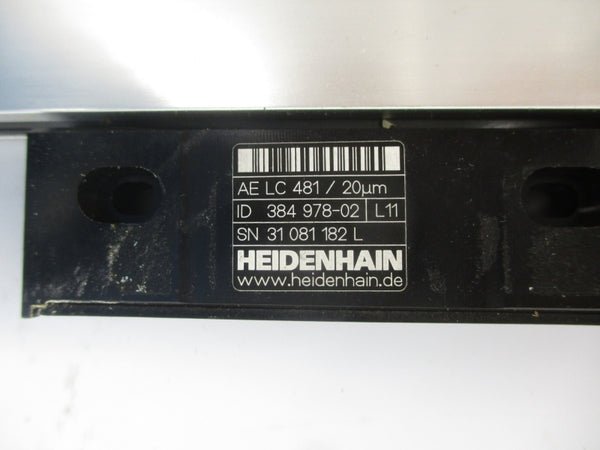 AE LC 481 / 20µm
ID 384 978-02 L11
SN 31 081 182 L
HEIDENHAIN
www.heidenhain.de